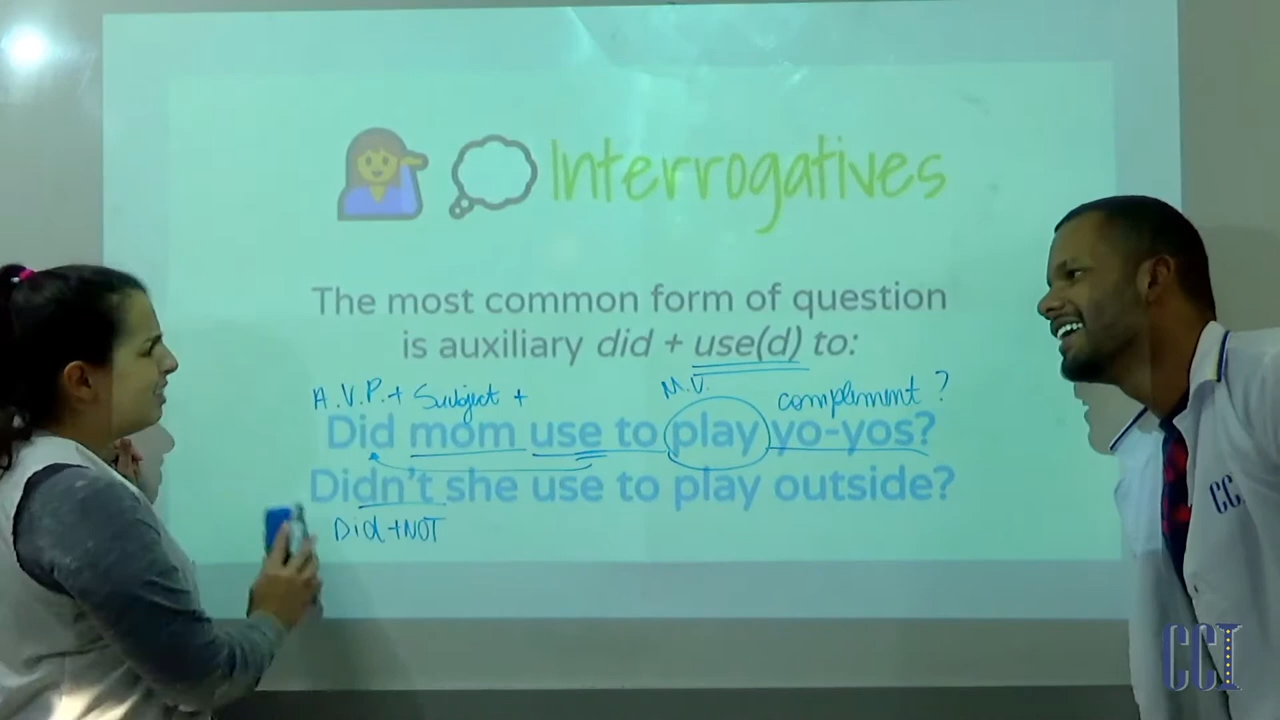 Interrogatives
The most common form of question
is auxiliary did + use(d) to:
A.V.P. + Subject + M.V. complement ?
Did mom use to play yo-yos?
Didn't she use to play outside?
Did + NOT
CC
CCI